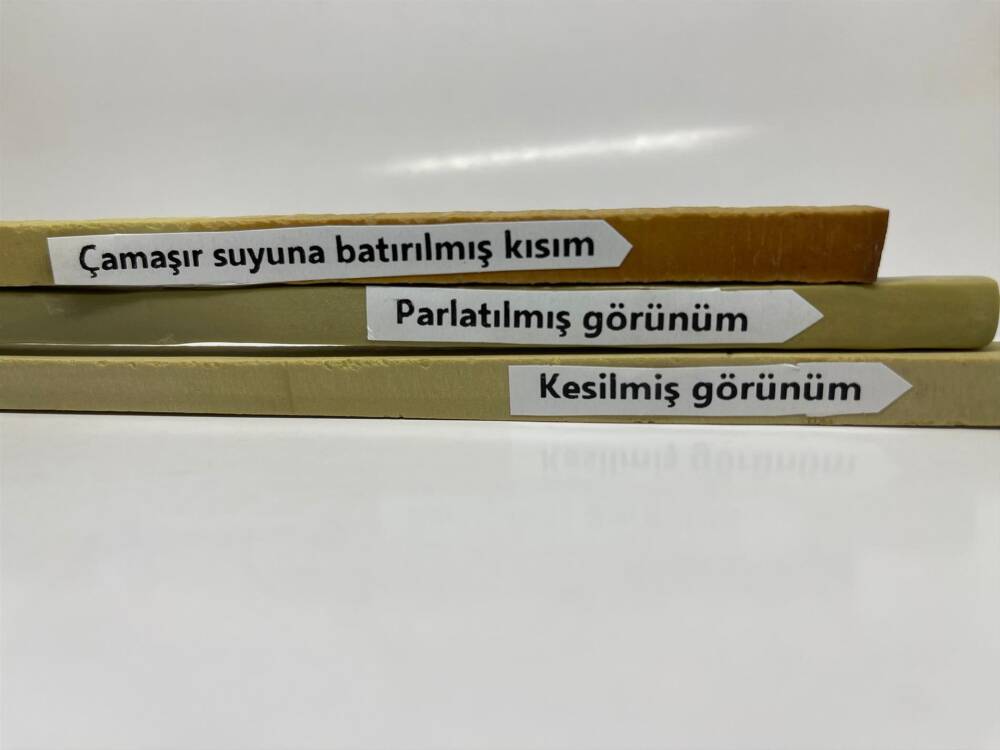 Çamaşır suyuna batırılmış kısım
Parlatılmış görünüm
Kesilmiş görünüm